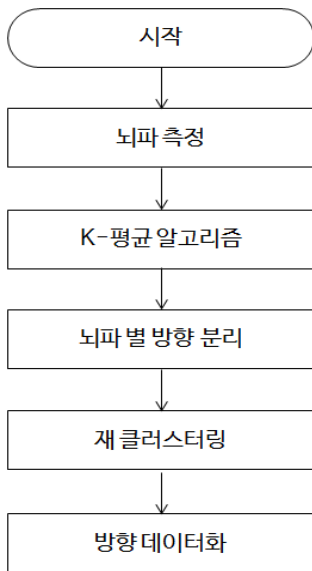 시작
뇌파 측정
K-평균 알고리즘
뇌파 별 방향 분리
재 클러스터링
방향 데이터화